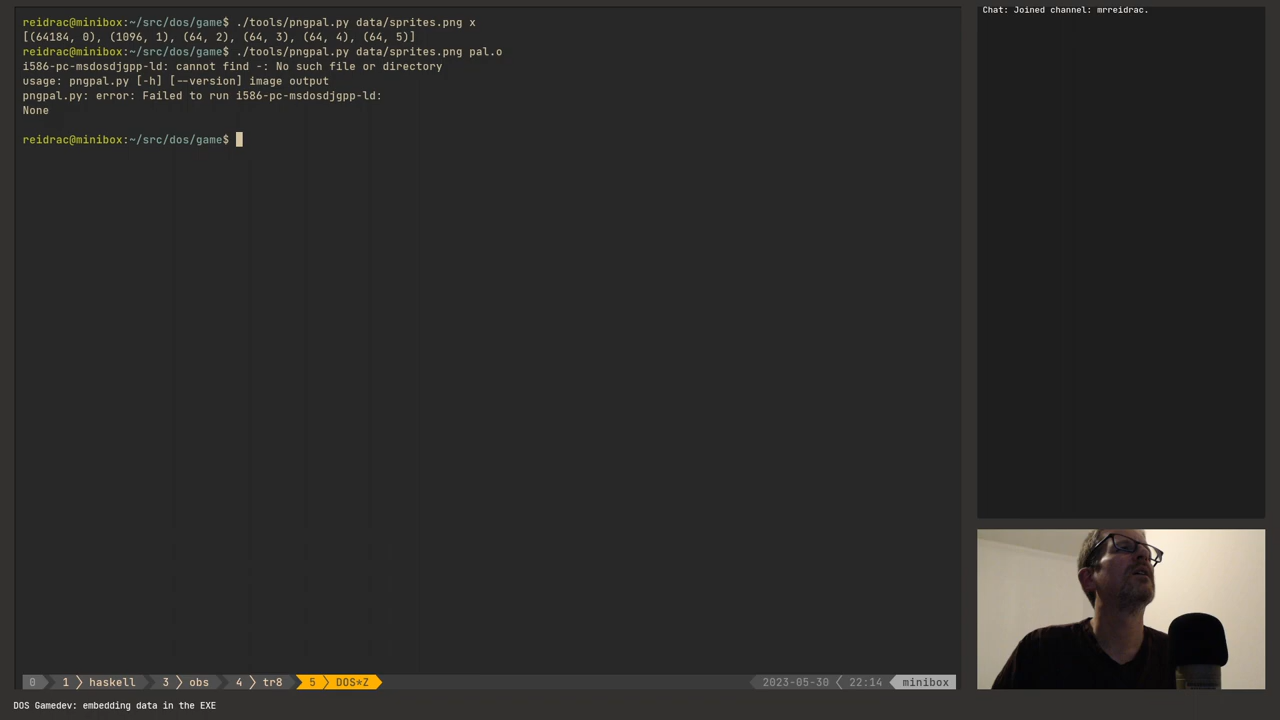 reidrac@minibox:~/src/dos/game$ ./tools/pngpal.py data/sprites.png x
[(64184, 0), (1096, 1), (64, 2), (64, 3), (64, 4), (64, 5)]
reidrac@minibox:~/src/dos/game$ ./tools/pngpal.py data/sprites.png pal.o
i586-pc-msdosdjgpp-ld: cannot find -: No such file or directory
usage: pngpal.py [-h] [--version] image output
pngpal.py: error: Failed to run i586-pc-msdosdjgpp-ld:
None
reidrac@minibox:~/src/dos/game$
Chat: Joined channel: mrreidrac.
0 1 haskell 3 obs 4 tr8 5 DOS*Z 2023-05-30 22:14 minibox
DOS Gamedev: embedding data in the EXE